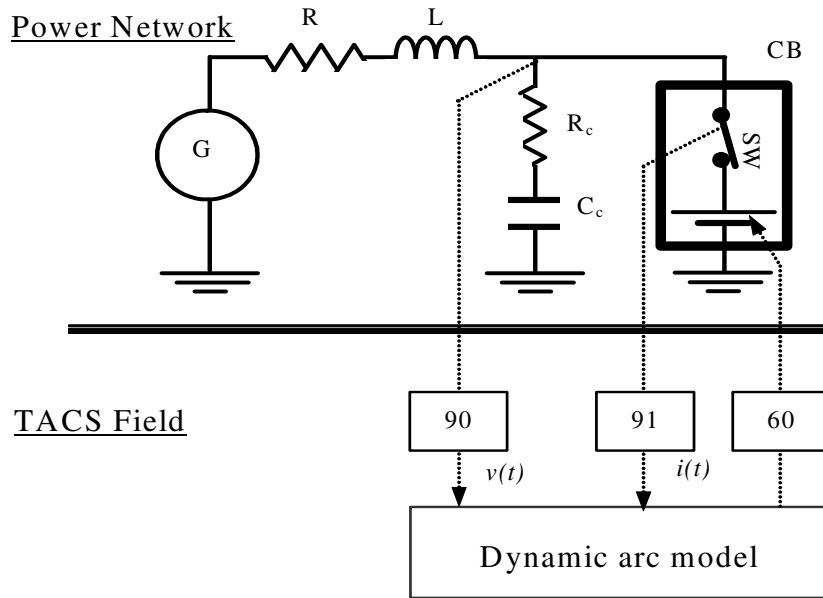 Power Network
R
L
CB
G
R_c
C_c
SW
TACS Field
90
91
60
v(t)
i(t)
Dynamic arc model